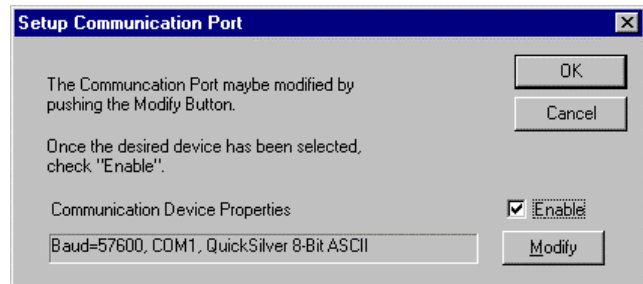 Setup Communication Port
OK
The Communcation Port maybe modified by
pushing the Modify Button.
Cancel
Once the desired device has been selected,
check "Enable".
Communication Device Properties
Enable
Baud=57600, COM1, QuickSilver 8-Bit ASCII
Modify